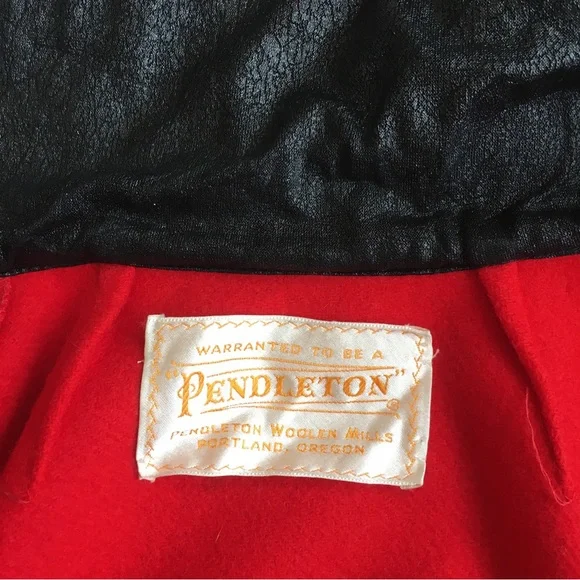 WARRANTED TO BE A
"PENDLETON"®
PENDLETON WOOLEN MILLS
PORTLAND, OREGON